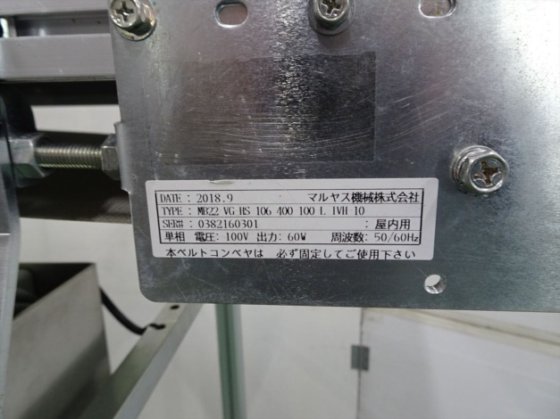 DATE : 2018.9 : マルヤス機械株式会社
TYPE : MB22 VG HS 106 400 100 L IVH 10
SER# : 0382160301 : 屋内用
単相 電圧: 100V 出力: 60W 周波数: 50/60Hz
本ベルトコンベヤは 必ず固定してご使用下さい